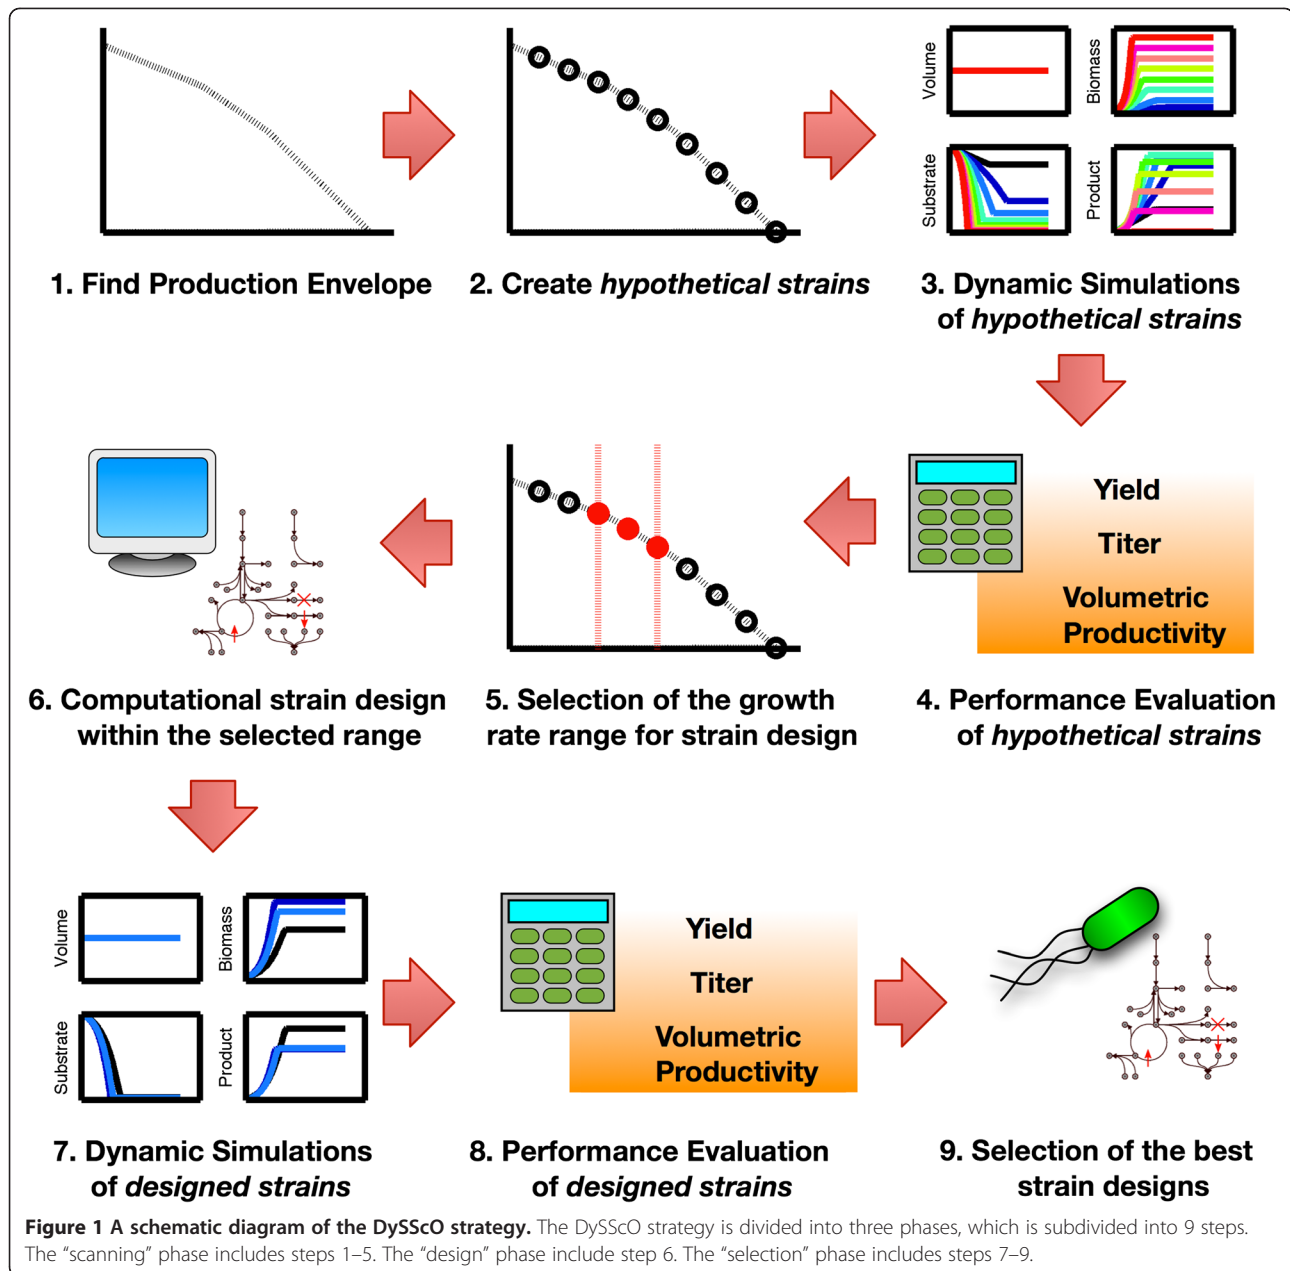 1. Find Production Envelope
2. Create hypothetical strains
Volume
Biomass
Substrate
Product
3. Dynamic Simulations
of hypothetical strains
Yield
Titer
Volumetric
Productivity
4. Performance Evaluation
of hypothetical strains
5. Selection of the growth
rate range for strain design
6. Computational strain design
within the selected range
Volume
Biomass
Substrate
Product
7. Dynamic Simulations
of designed strains
Yield
Titer
Volumetric
Productivity
8. Performance Evaluation
of designed strains
9. Selection of the best
strain designs
Figure 1 A schematic diagram of the DySScO strategy. The DySScO strategy is divided into three phases, which is subdivided into 9 steps.
The “scanning” phase includes steps 1–5. The “design” phase include step 6. The “selection” phase includes steps 7–9.